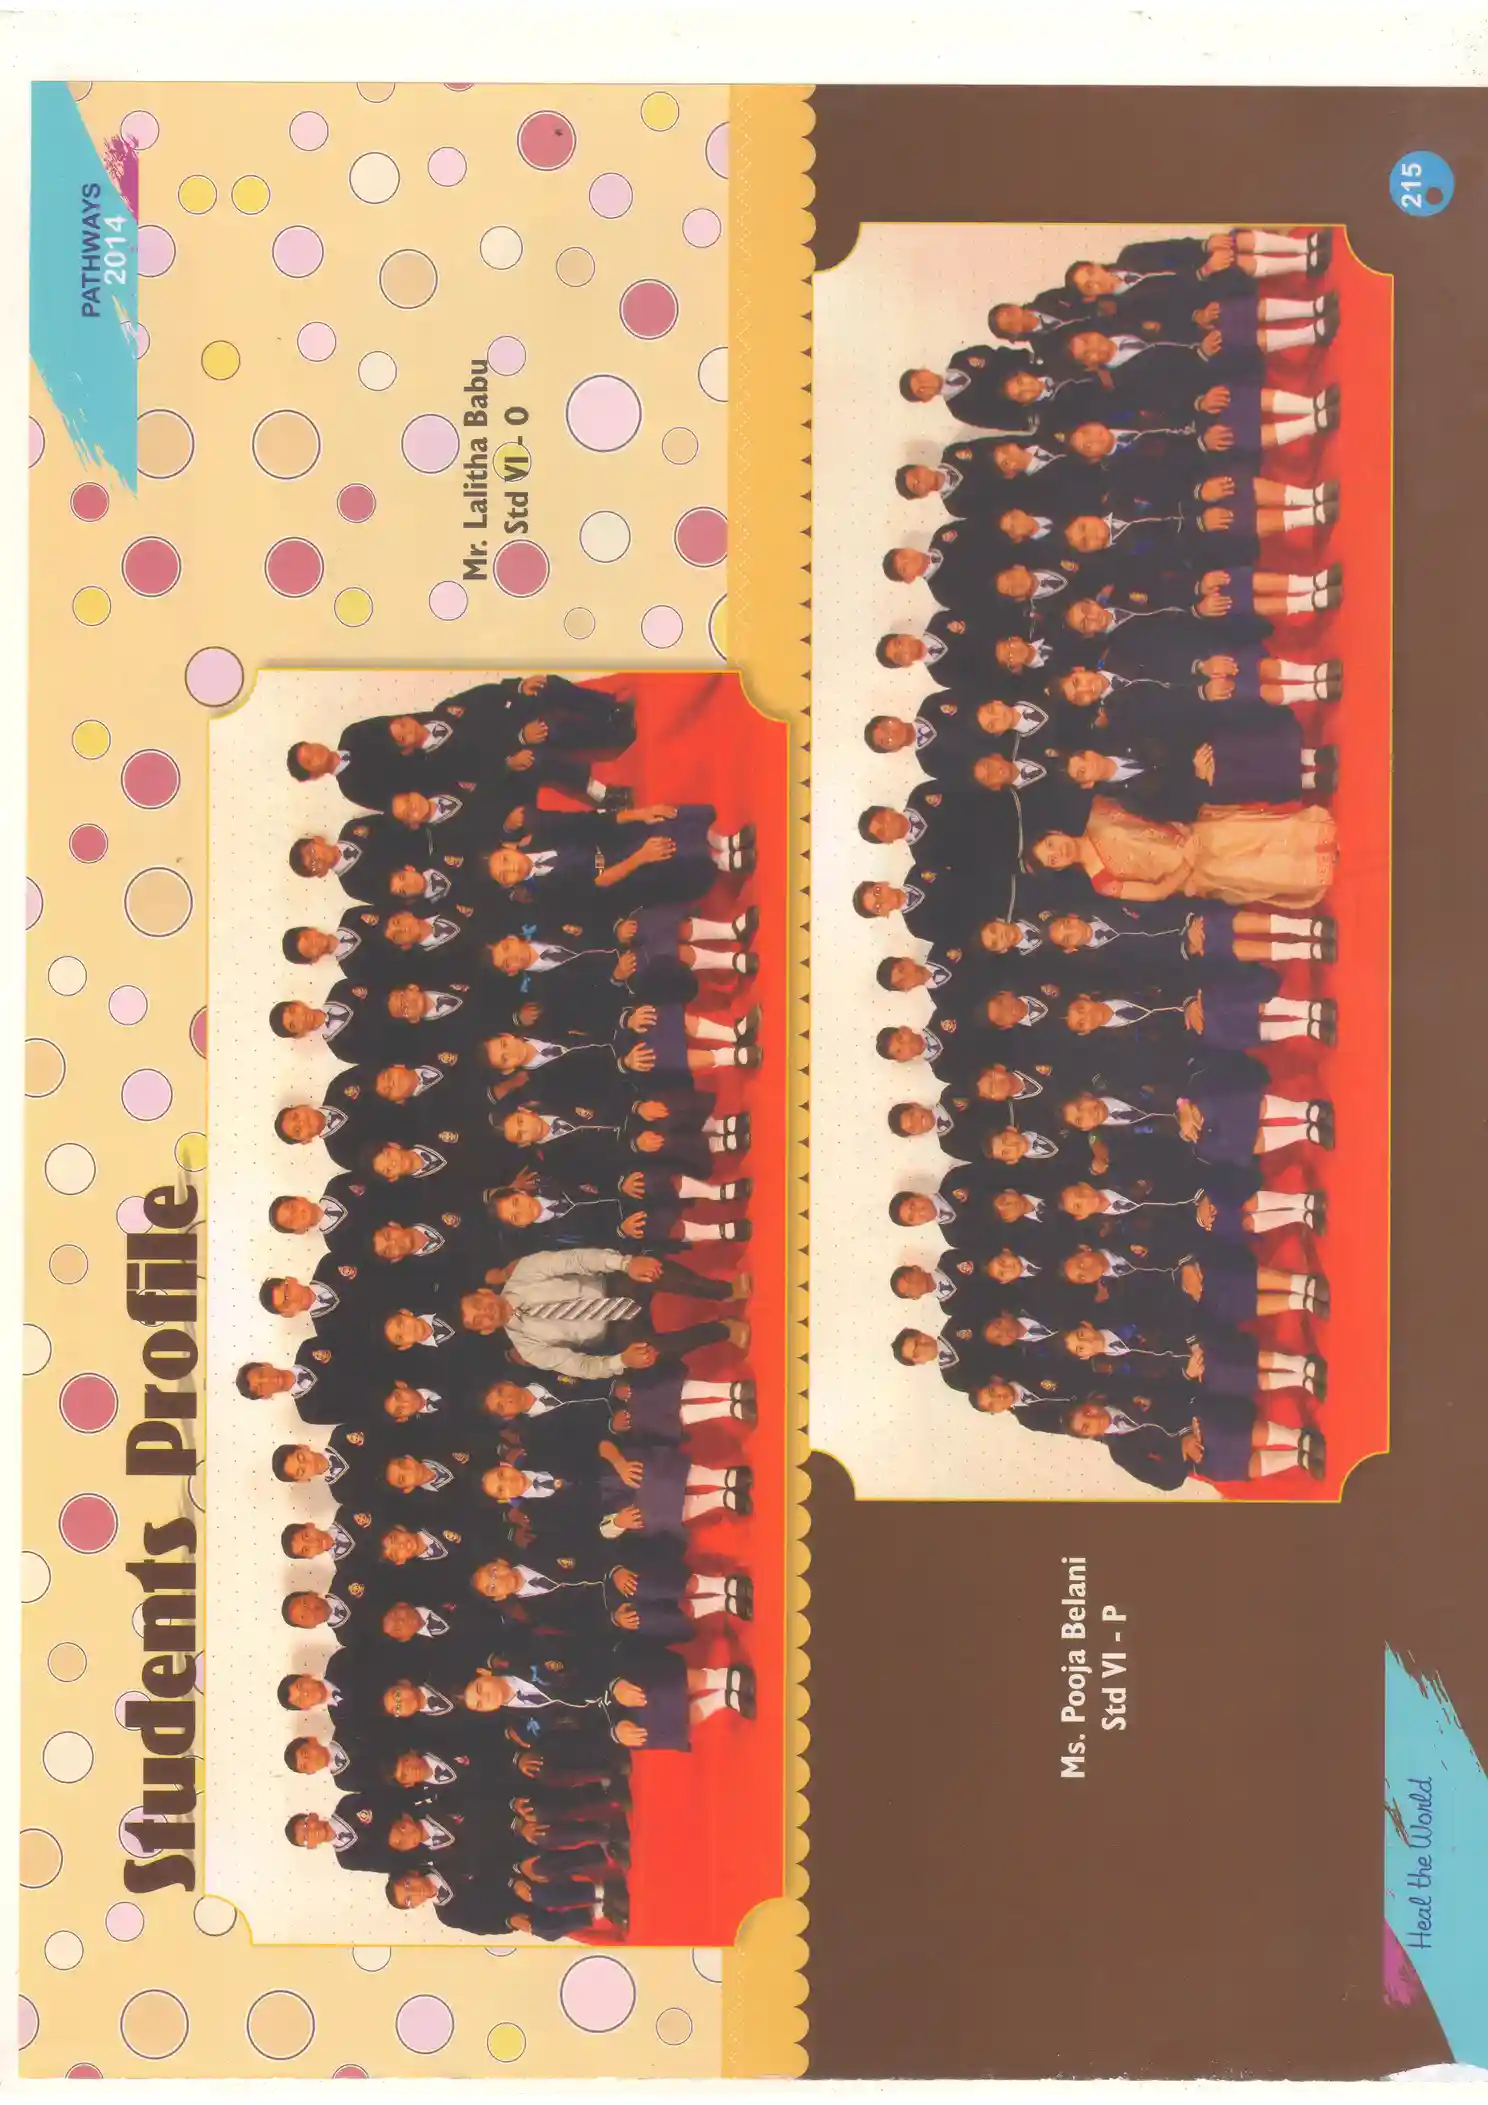 PATHWAYS
2014
Students Profile
Mr. Lalitha Babu
Std VI - O
Ms. Pooja Belani
Std VI - P
Heal the World
215